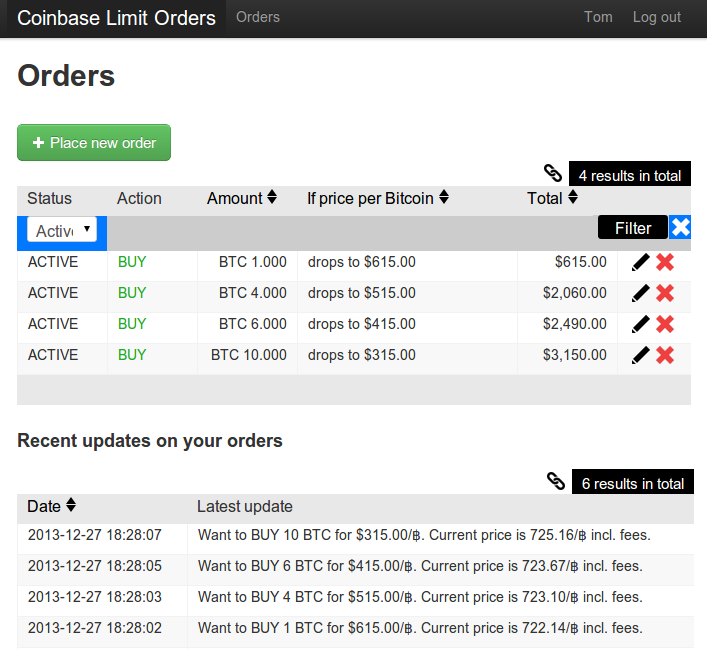 Coinbase Limit Orders Orders Tom Log out
Orders
Place new order
4 results in total
Status Action Amount If price per Bitcoin Total
Active Filter
ACTIVE BUY BTC 1.000 drops to $615.00 $615.00
ACTIVE BUY BTC 4.000 drops to $515.00 $2,060.00
ACTIVE BUY BTC 6.000 drops to $415.00 $2,490.00
ACTIVE BUY BTC 10.000 drops to $315.00 $3,150.00
Recent updates on your orders
6 results in total
Date Latest update
2013-12-27 18:28:07 Want to BUY 10 BTC for $315.00/฿. Current price is 725.16/฿ incl. fees.
2013-12-27 18:28:05 Want to BUY 6 BTC for $415.00/฿. Current price is 723.67/฿ incl. fees.
2013-12-27 18:28:03 Want to BUY 4 BTC for $515.00/฿. Current price is 723.10/฿ incl. fees.
2013-12-27 18:28:02 Want to BUY 1 BTC for $615.00/฿. Current price is 722.14/฿ incl. fees.